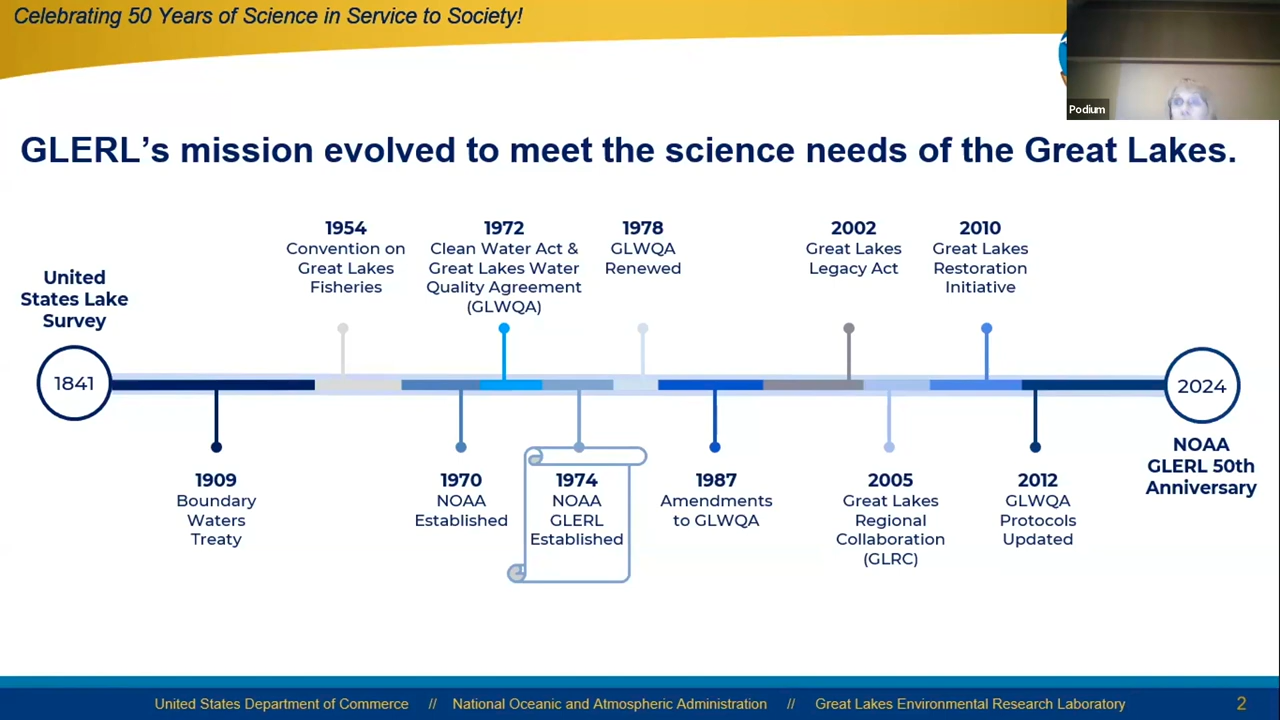 Celebrating 50 Years of Science in Service to Society!
Podium
GLERL's mission evolved to meet the science needs of the Great Lakes.
United
States Lake
Survey
1841
1909
Boundary
Waters
Treaty
1954
Convention on
Great Lakes
Fisheries
1970
NOAA
Established
1972
Clean Water Act &
Great Lakes Water
Quality Agreement
(GLWQA)
1974
NOAA
GLERL
Established
1978
GLWQA
Renewed
1987
Amendments
to GLWQA
2002
Great Lakes
Legacy Act
2005
Great Lakes
Regional
Collaboration
(GLRC)
2010
Great Lakes
Restoration
Initiative
2012
GLWQA
Protocols
Updated
2024
NOAA
GLERL 50th
Anniversary
United States Department of Commerce // National Oceanic and Atmospheric Administration // Great Lakes Environmental Research Laboratory 2